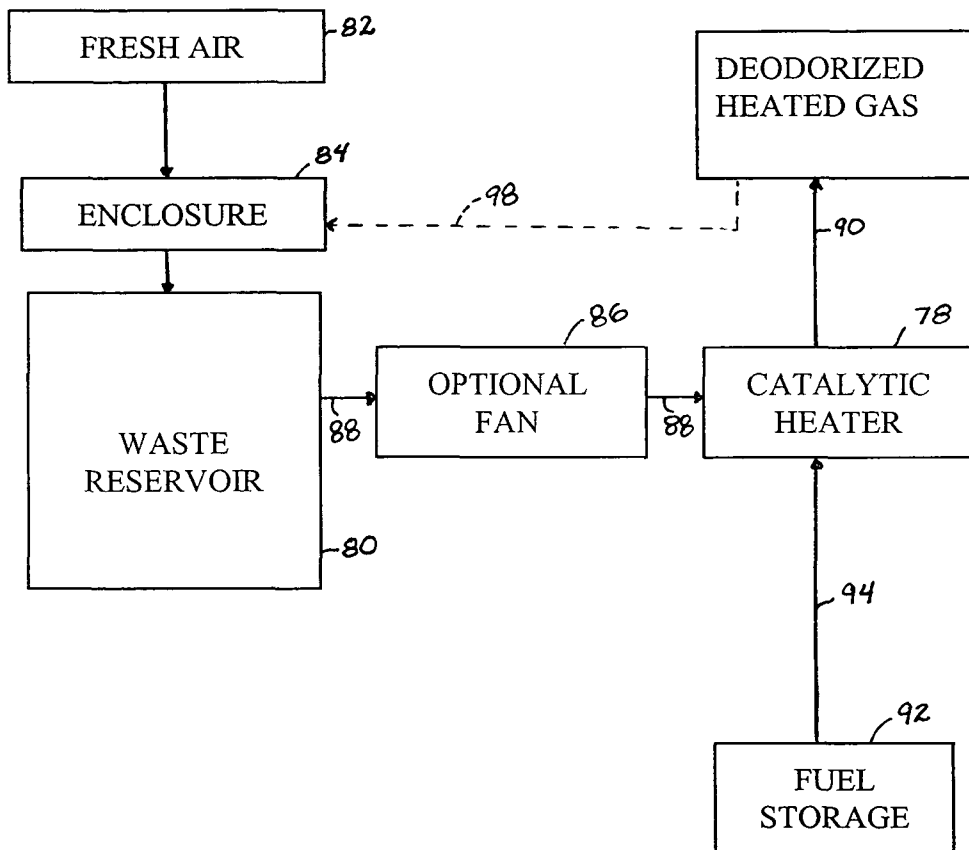 FRESH AIR
82
DEODORIZED
HEATED GAS
84
ENCLOSURE
98
90
86
78
OPTIONAL
FAN
CATALYTIC
HEATER
88
88
WASTE
RESERVOIR
80
94
92
FUEL
STORAGE